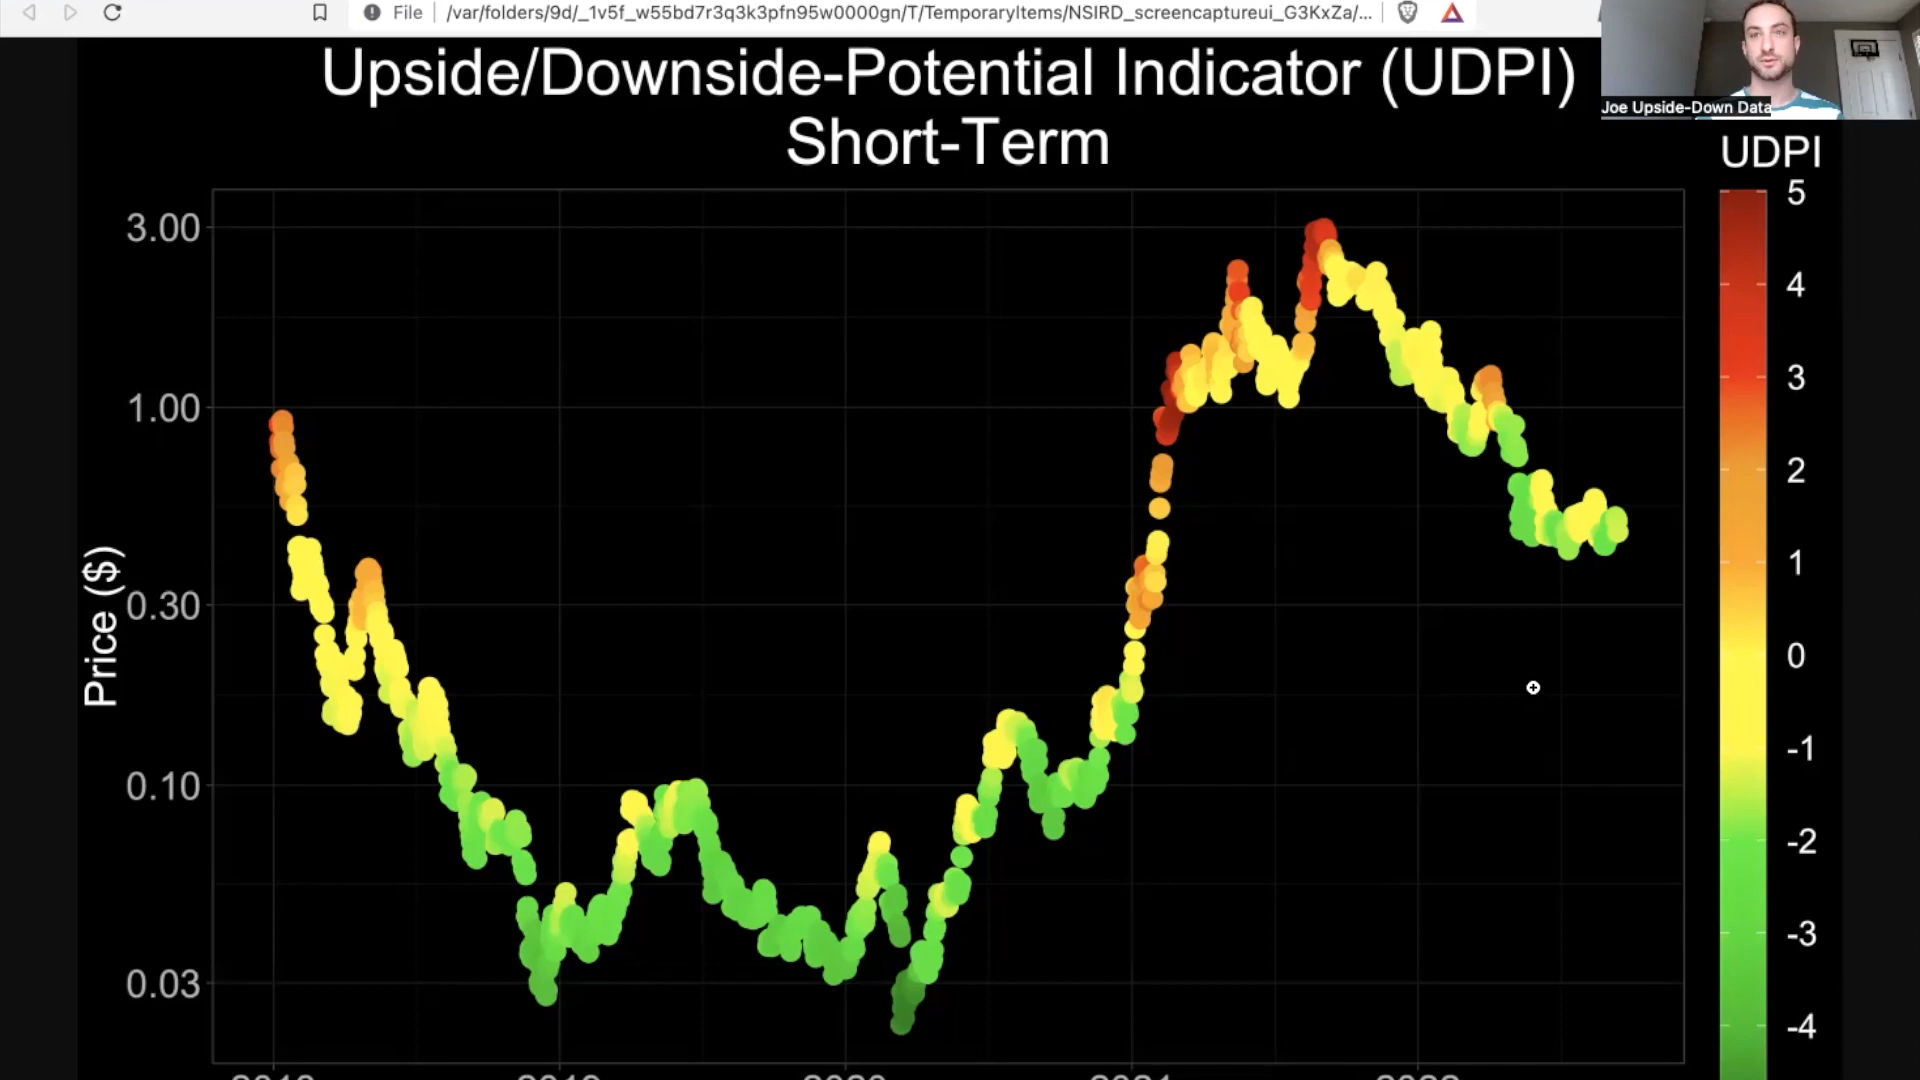 File /var/folders/9d/_1v5f_w55bd7r3q3k3pfn95w0000gn/T/TemporaryItems/NSIRD_screencaptureui_G3KxZa/...
Upside/Downside-Potential Indicator (UDPI)
Short-Term
Joe Upside-Down Data
UDPI
5
4
3
2
1
0
-1
-2
-3
-4
Price ($)
3.00
1.00
0.30
0.10
0.03